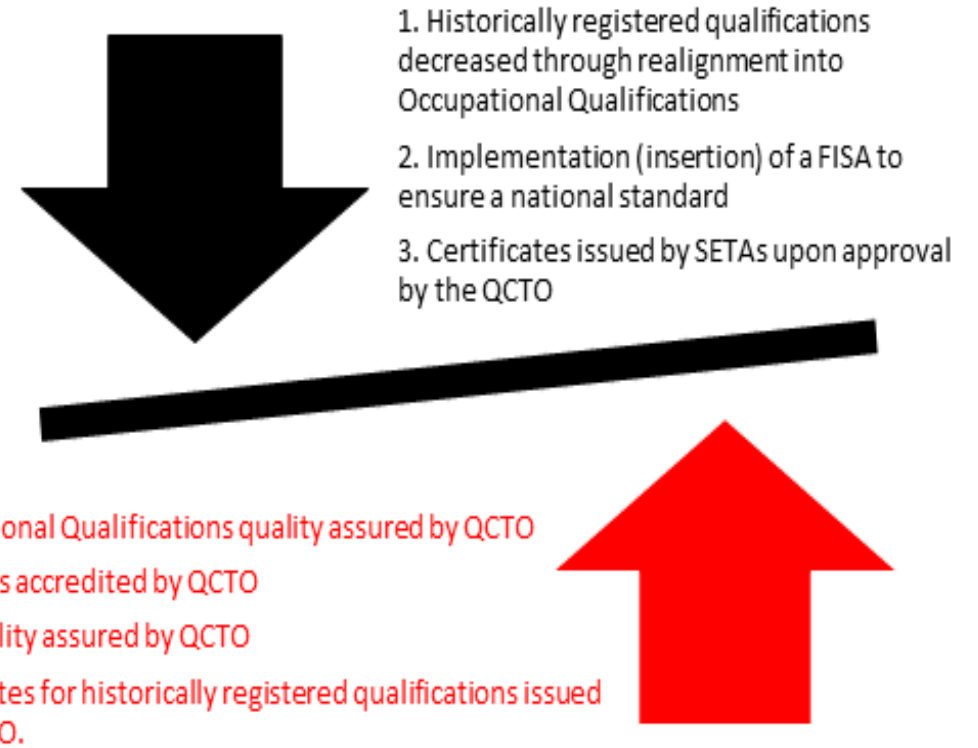 1. Historically registered qualifications
decreased through realignment into
Occupational Qualifications
2. Implementation (insertion) of a FISA to
ensure a national standard
3. Certificates issued by SETAs upon approval
by the QCTO
onal Qualifications quality assured by QCTO
s accredited by QCTO
lity assured by QCTO
tes for historically registered qualifications issued
O.